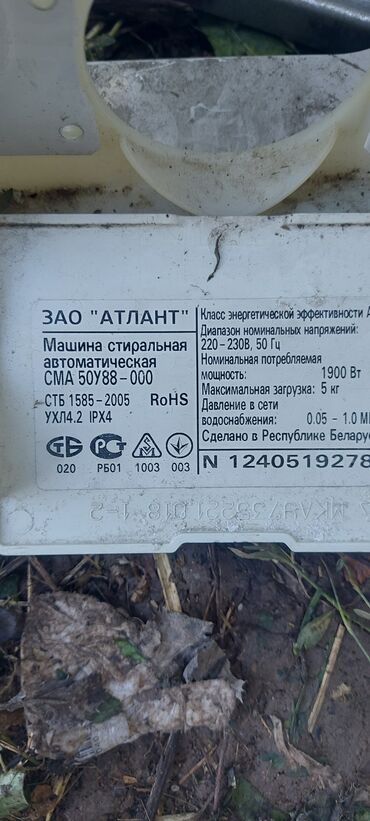 ЗАО "АТЛАНТ"
Машина стиральная
автоматическая
СМА 50У88-000
СТБ 1585-2005 RoHS
УХЛ4.2 IPX4
020 РБ01 1003 003
Класс энергетической эффективности А
Диапазон номинальных напряжений:
220-230В, 50 Гц
Номинальная потребляемая
мощность: 1900 Вт
Максимальная загрузка: 5 кг
Давление в сети
водоснабжения: 0.05 - 1.0
Сделано в Республике
N 1240519278